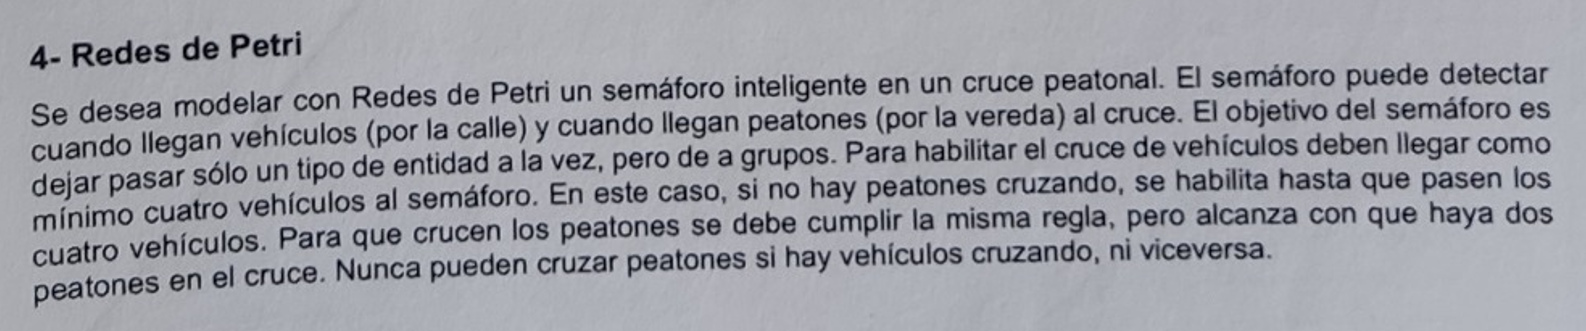 4- Redes de Petri
Se desea modelar con Redes de Petri un semáforo inteligente en un cruce peatonal. El semáforo puede detectar
cuando llegan vehículos (por la calle) y cuando llegan peatones (por la vereda) al cruce. El objetivo del semáforo es
dejar pasar sólo un tipo de entidad a la vez, pero de a grupos. Para habilitar el cruce de vehículos deben llegar como
mínimo cuatro vehículos al semáforo. En este caso, si no hay peatones cruzando, se habilita hasta que pasen los
cuatro vehículos. Para que crucen los peatones se debe cumplir la misma regla, pero alcanza con que haya dos
peatones en el cruce. Nunca pueden cruzar peatones si hay vehículos cruzando, ni viceversa.